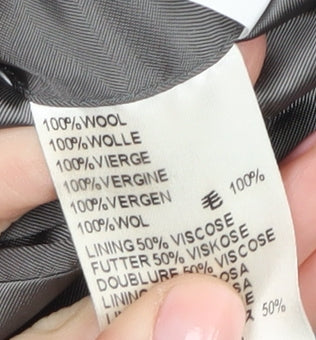 100%WOOL
100%WOLLE
100%VIERGE
100%VERGINE
100%VERGEN
毛 100%
100%WOL
LINING 50% VISCOSE
FUTTER 50% VISKOSE
DOUBLURE 50% VISCOSE
50%